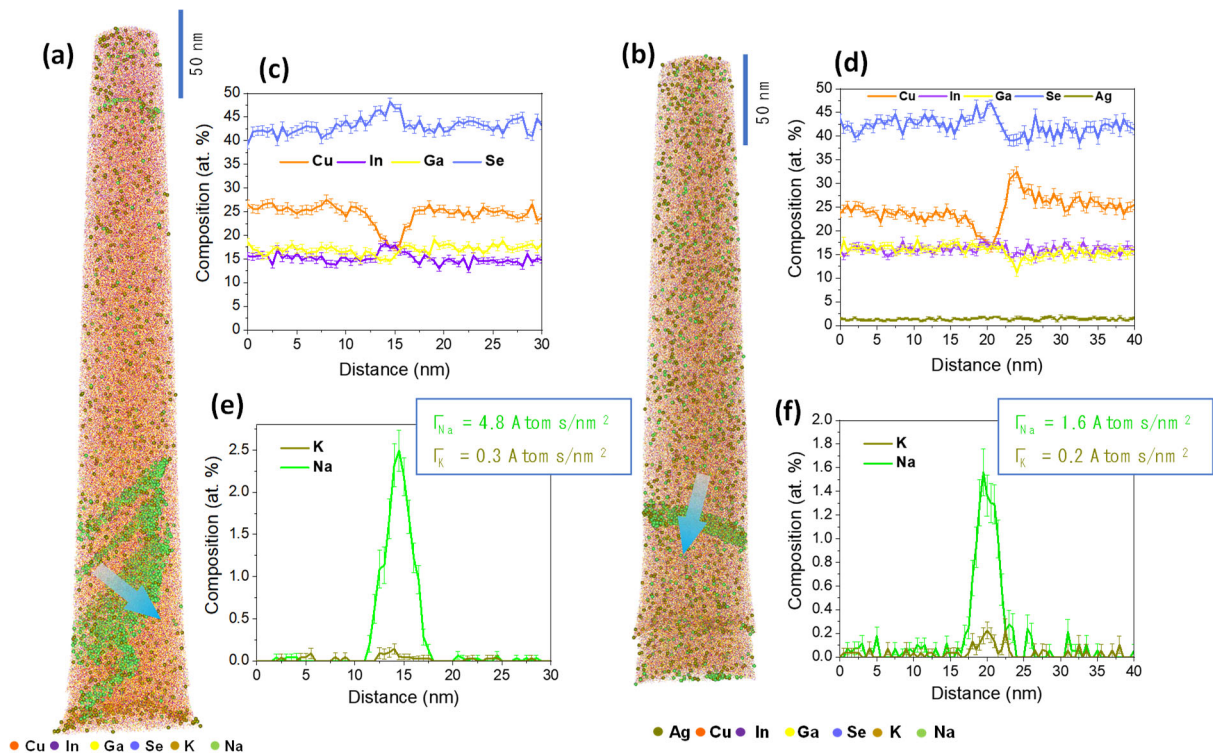 (a)
50 nm
(c)
50
45
40
35
30
25
20
15
10
5
0
Composition (at. %)
Cu In Ga Se
0 5 10 15 20 25 30
Distance (nm)
(b)
50 nm
(d)
50
45
40
35
30
25
20
15
10
5
0
Composition (at. %)
Cu In Ga Se Ag
0 5 10 15 20 25 30 35 40
Distance (nm)
(e)
ΓNa = 4.8 Atoms/nm²
ΓK = 0.3 Atoms/nm²
K
Na
2.5
2.0
1.5
1.0
0.5
0.0
Composition (at. %)
0 5 10 15 20 25 30
Distance (nm)
(f)
ΓNa = 1.6 Atoms/nm²
ΓK = 0.2 Atoms/nm²
K
Na
2.0
1.8
1.6
1.4
1.2
1.0
0.8
0.6
0.4
0.2
0.0
Composition (at. %)
0 5 10 15 20 25 30 35 40
Distance (nm)
Cu In Ga Se K Na
Ag Cu In Ga Se K Na